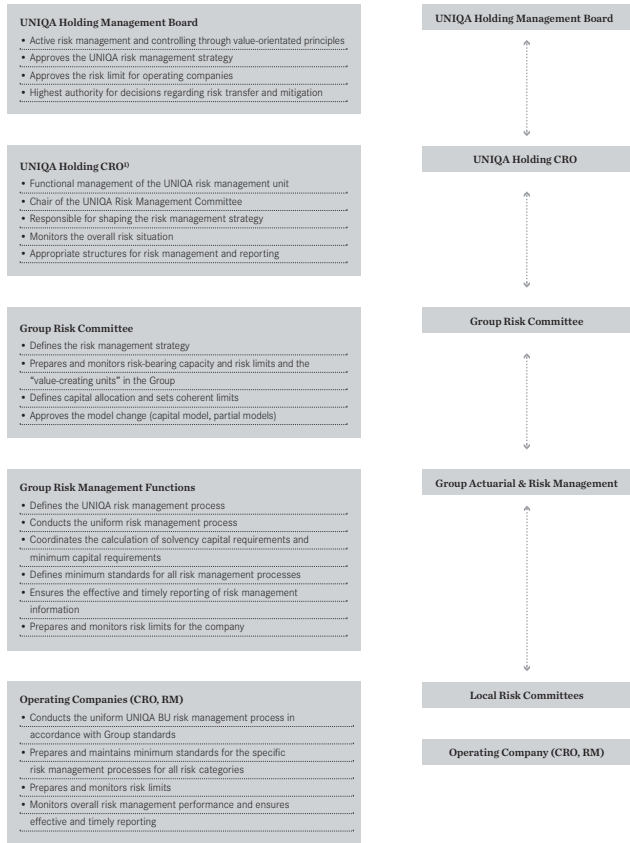 UNIQA Holding Management Board
• Active risk management and controlling through value-orientated principles
• Approves the UNIQA risk management strategy
• Approves the risk limit for operating companies
• Highest authority for decisions regarding risk transfer and mitigation
UNIQA Holding Management Board
UNIQA Holding CRO¹⁾
• Functional management of the UNIQA risk management unit
• Chair of the UNIQA Risk Management Committee
• Responsible for shaping the risk management strategy
• Monitors the overall risk situation
• Appropriate structures for risk management and reporting
UNIQA Holding CRO
Group Risk Committee
• Defines the risk management strategy
• Prepares and monitors risk-bearing capacity and risk limits and the
“value-creating units” in the Group
• Defines capital allocation and sets coherent limits
• Approves the model change (capital model, partial models)
Group Risk Committee
Group Risk Management Functions
• Defines the UNIQA risk management process
• Conducts the uniform risk management process
• Coordinates the calculation of solvency capital requirements and
minimum capital requirements
• Defines minimum standards for all risk management processes
• Ensures the effective and timely reporting of risk management
information
• Prepares and monitors risk limits for the company
Group Actuarial & Risk Management
Operating Companies (CRO, RM)
• Conducts the uniform UNIQA BU risk management process in
accordance with Group standards
• Prepares and maintains minimum standards for the specific
risk management processes for all risk categories
• Prepares and monitors risk limits
• Monitors overall risk management performance and ensures
effective and timely reporting
Local Risk Committees
Operating Company (CRO, RM)